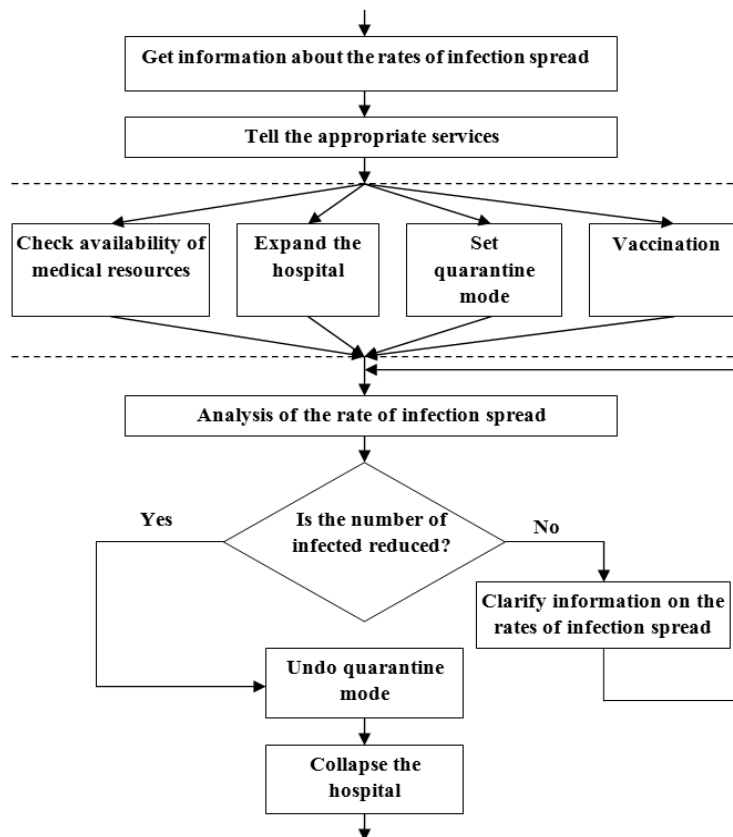 Get information about the rates of infection spread
Tell the appropriate services
Check availability of
medical resources
Expand the
hospital
Set
quarantine
mode
Vaccination
Analysis of the rate of infection spread
Is the number of
infected reduced?
Yes
No
Clarify information on the
rates of infection spread
Undo quarantine
mode
Collapse the
hospital